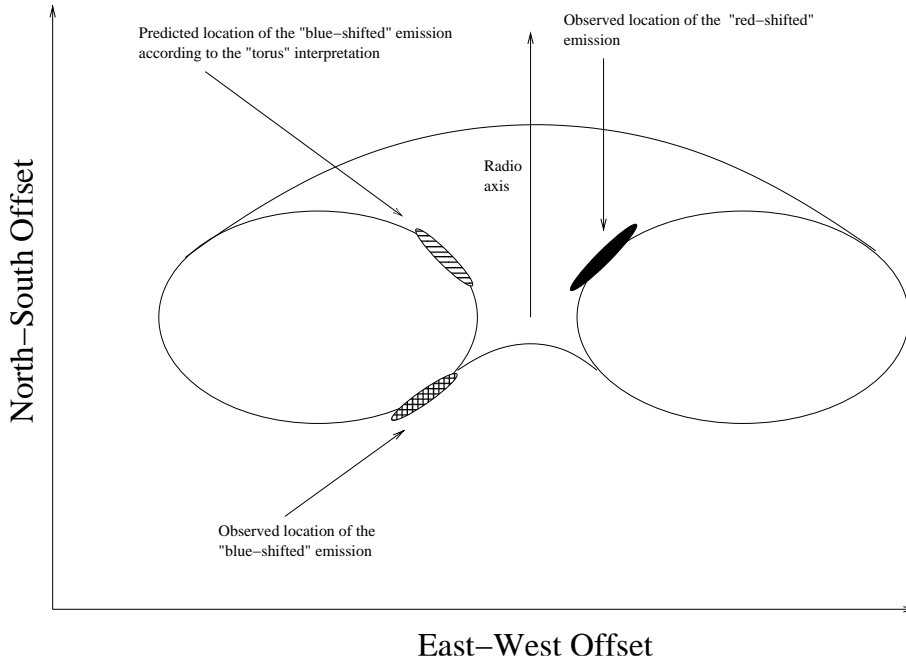 Predicted location of the "blue−shifted" emission
according to the "torus" interpretation
Observed location of the "red−shifted"
emission
Radio
axis
North−South Offset
Observed location of the
"blue−shifted" emission
East−West Offset